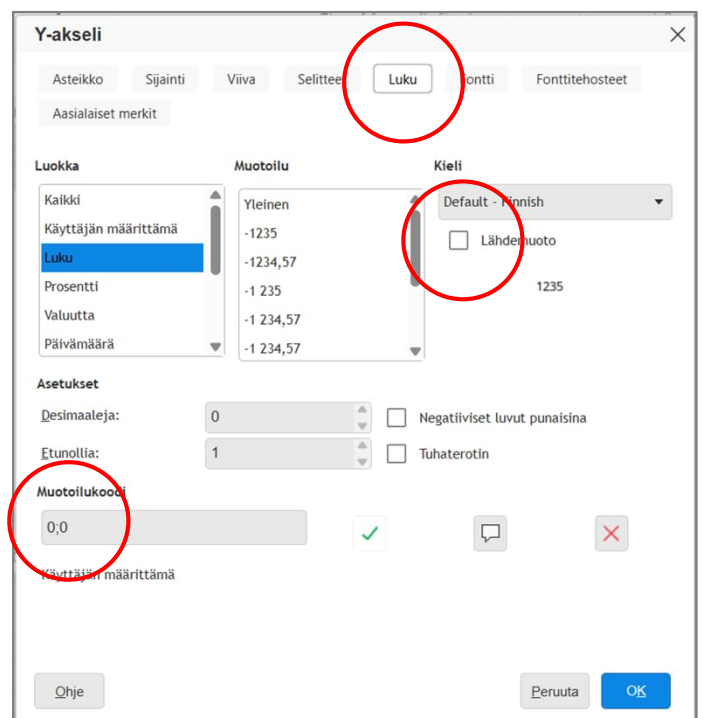 Y-akseli
Asteikko Sijainti Viiva Selitteet Luku Fontti Fonttitehosteet
Aasialaiset merkit
Luokka Muotoilu Kieli
Kaikki Yleinen Default - Finnish
Käyttäjän määrittämä -1235 Lähdemuoto
Luku -1234,57
Prosentti -1 235 1235
Valuutta -1 234,57
Päivämäärä -1 234,57
Asetukset
Desimaaleja: 0 Negatiiviset luvut punaisina
Etunollia: 1 Tuhaterotin
Muotoilukoodi
0;0
Käyttäjän määrittämä
Ohje Peruuta OK